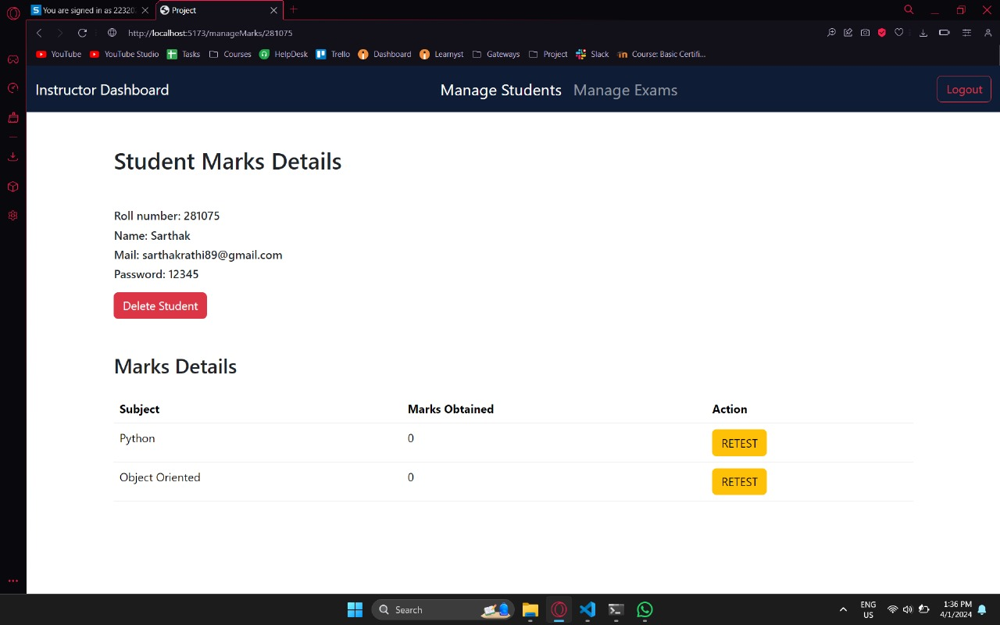 You are signed in as 22320
Project
http://localhost:5173/manageMarks/281075
YouTube YouTube Studio Tasks Courses HelpDesk Trello Dashboard Learnyst Gateways Project Slack Course: Basic Certifi...
Instructor Dashboard Manage Students Manage Exams Logout
Student Marks Details
Roll number: 281075
Name: Sarthak
Mail: sarthakrathi89@gmail.com
Password: 12345
Delete Student
Marks Details
Subject Marks Obtained Action
Python 0 RETEST
Object Oriented 0 RETEST
Search
ENG
US
1:36 PM
4/1/2024